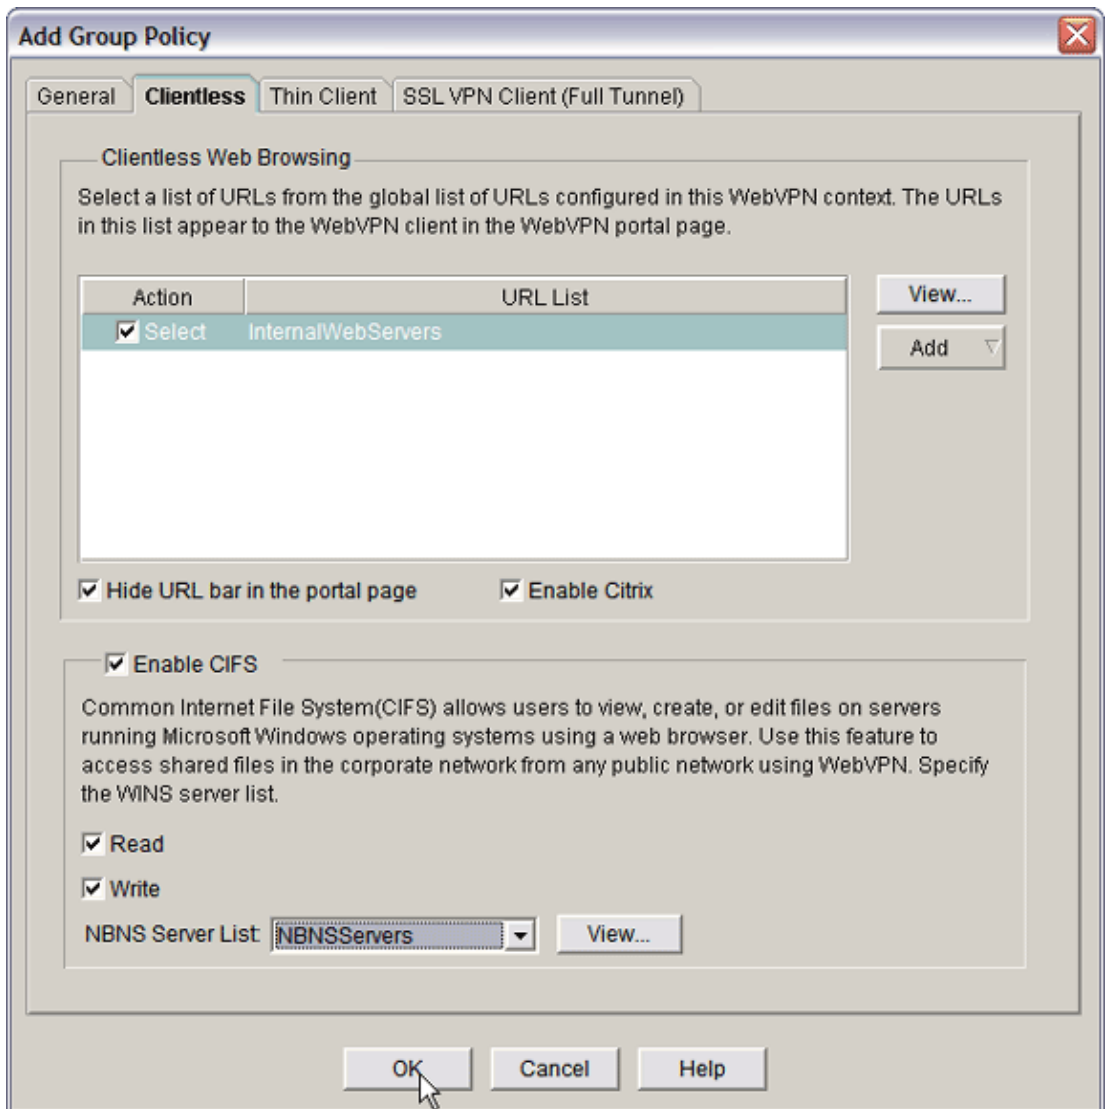 Add Group Policy
General Clientless Thin Client SSL VPN Client (Full Tunnel)
Clientless Web Browsing
Select a list of URLs from the global list of URLs configured in this WebVPN context. The URLs
in this list appear to the WebVPN client in the WebVPN portal page.
Action URL List View...
Select InternalWebServers
Add
Hide URL bar in the portal page Enable Citrix
Enable CIFS
Common Internet File System(CIFS) allows users to view, create, or edit files on servers
running Microsoft Windows operating systems using a web browser. Use this feature to
access shared files in the corporate network from any public network using WebVPN. Specify
the WINS server list.
Read
Write
NBNS Server List: NBNSServers View...
OK Cancel Help